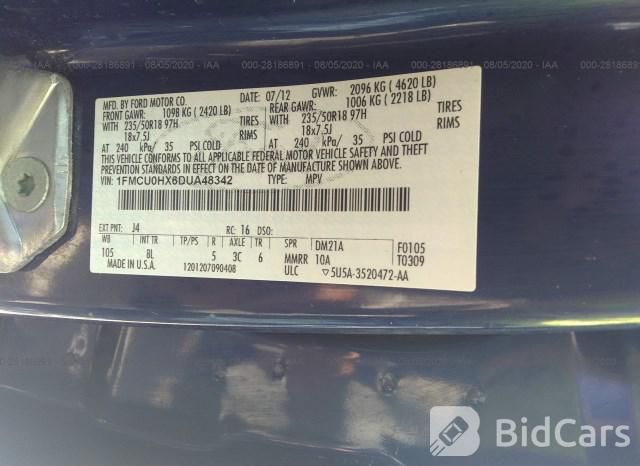 000-28186891 - 08/05/2020 - IAA
MFD. BY FORD MOTOR CO. 07/12 GVWR: 2096 KG ( 4620 LB)
FRONT GAWR: 1098 KG ( 2420 LB) REAR GAWR: 1006 KG ( 2218 LB)
WITH 235/50R18 97H TIRES WITH 235/50R18 97H TIRES
18x7.5J RIMS 18x7.5J RIMS
AT 240 kPa/ 35 PSI COLD AT 240 kPa/ 35 PSI COLD
THIS VEHICLE CONFORMS TO ALL APPLICABLE FEDERAL MOTOR VEHICLE SAFETY AND THEFT
PREVENTION STANDARDS IN EFFECT ON THE DATE OF MANUFACTURE SHOWN ABOVE.
VIN: 1FMCU0HX6DUA48342 TYPE: MPV
EXT PNT: J4 RC: 16 DSO:
WB INT TR TP/PS R AXLE TR SPR DM21A F0105
105 8L 5 3C 6 MMRR 10A T0309
MADE IN U.S.A. 1201207090408 ULC ▽5U5A-3520472-AA
BidCars